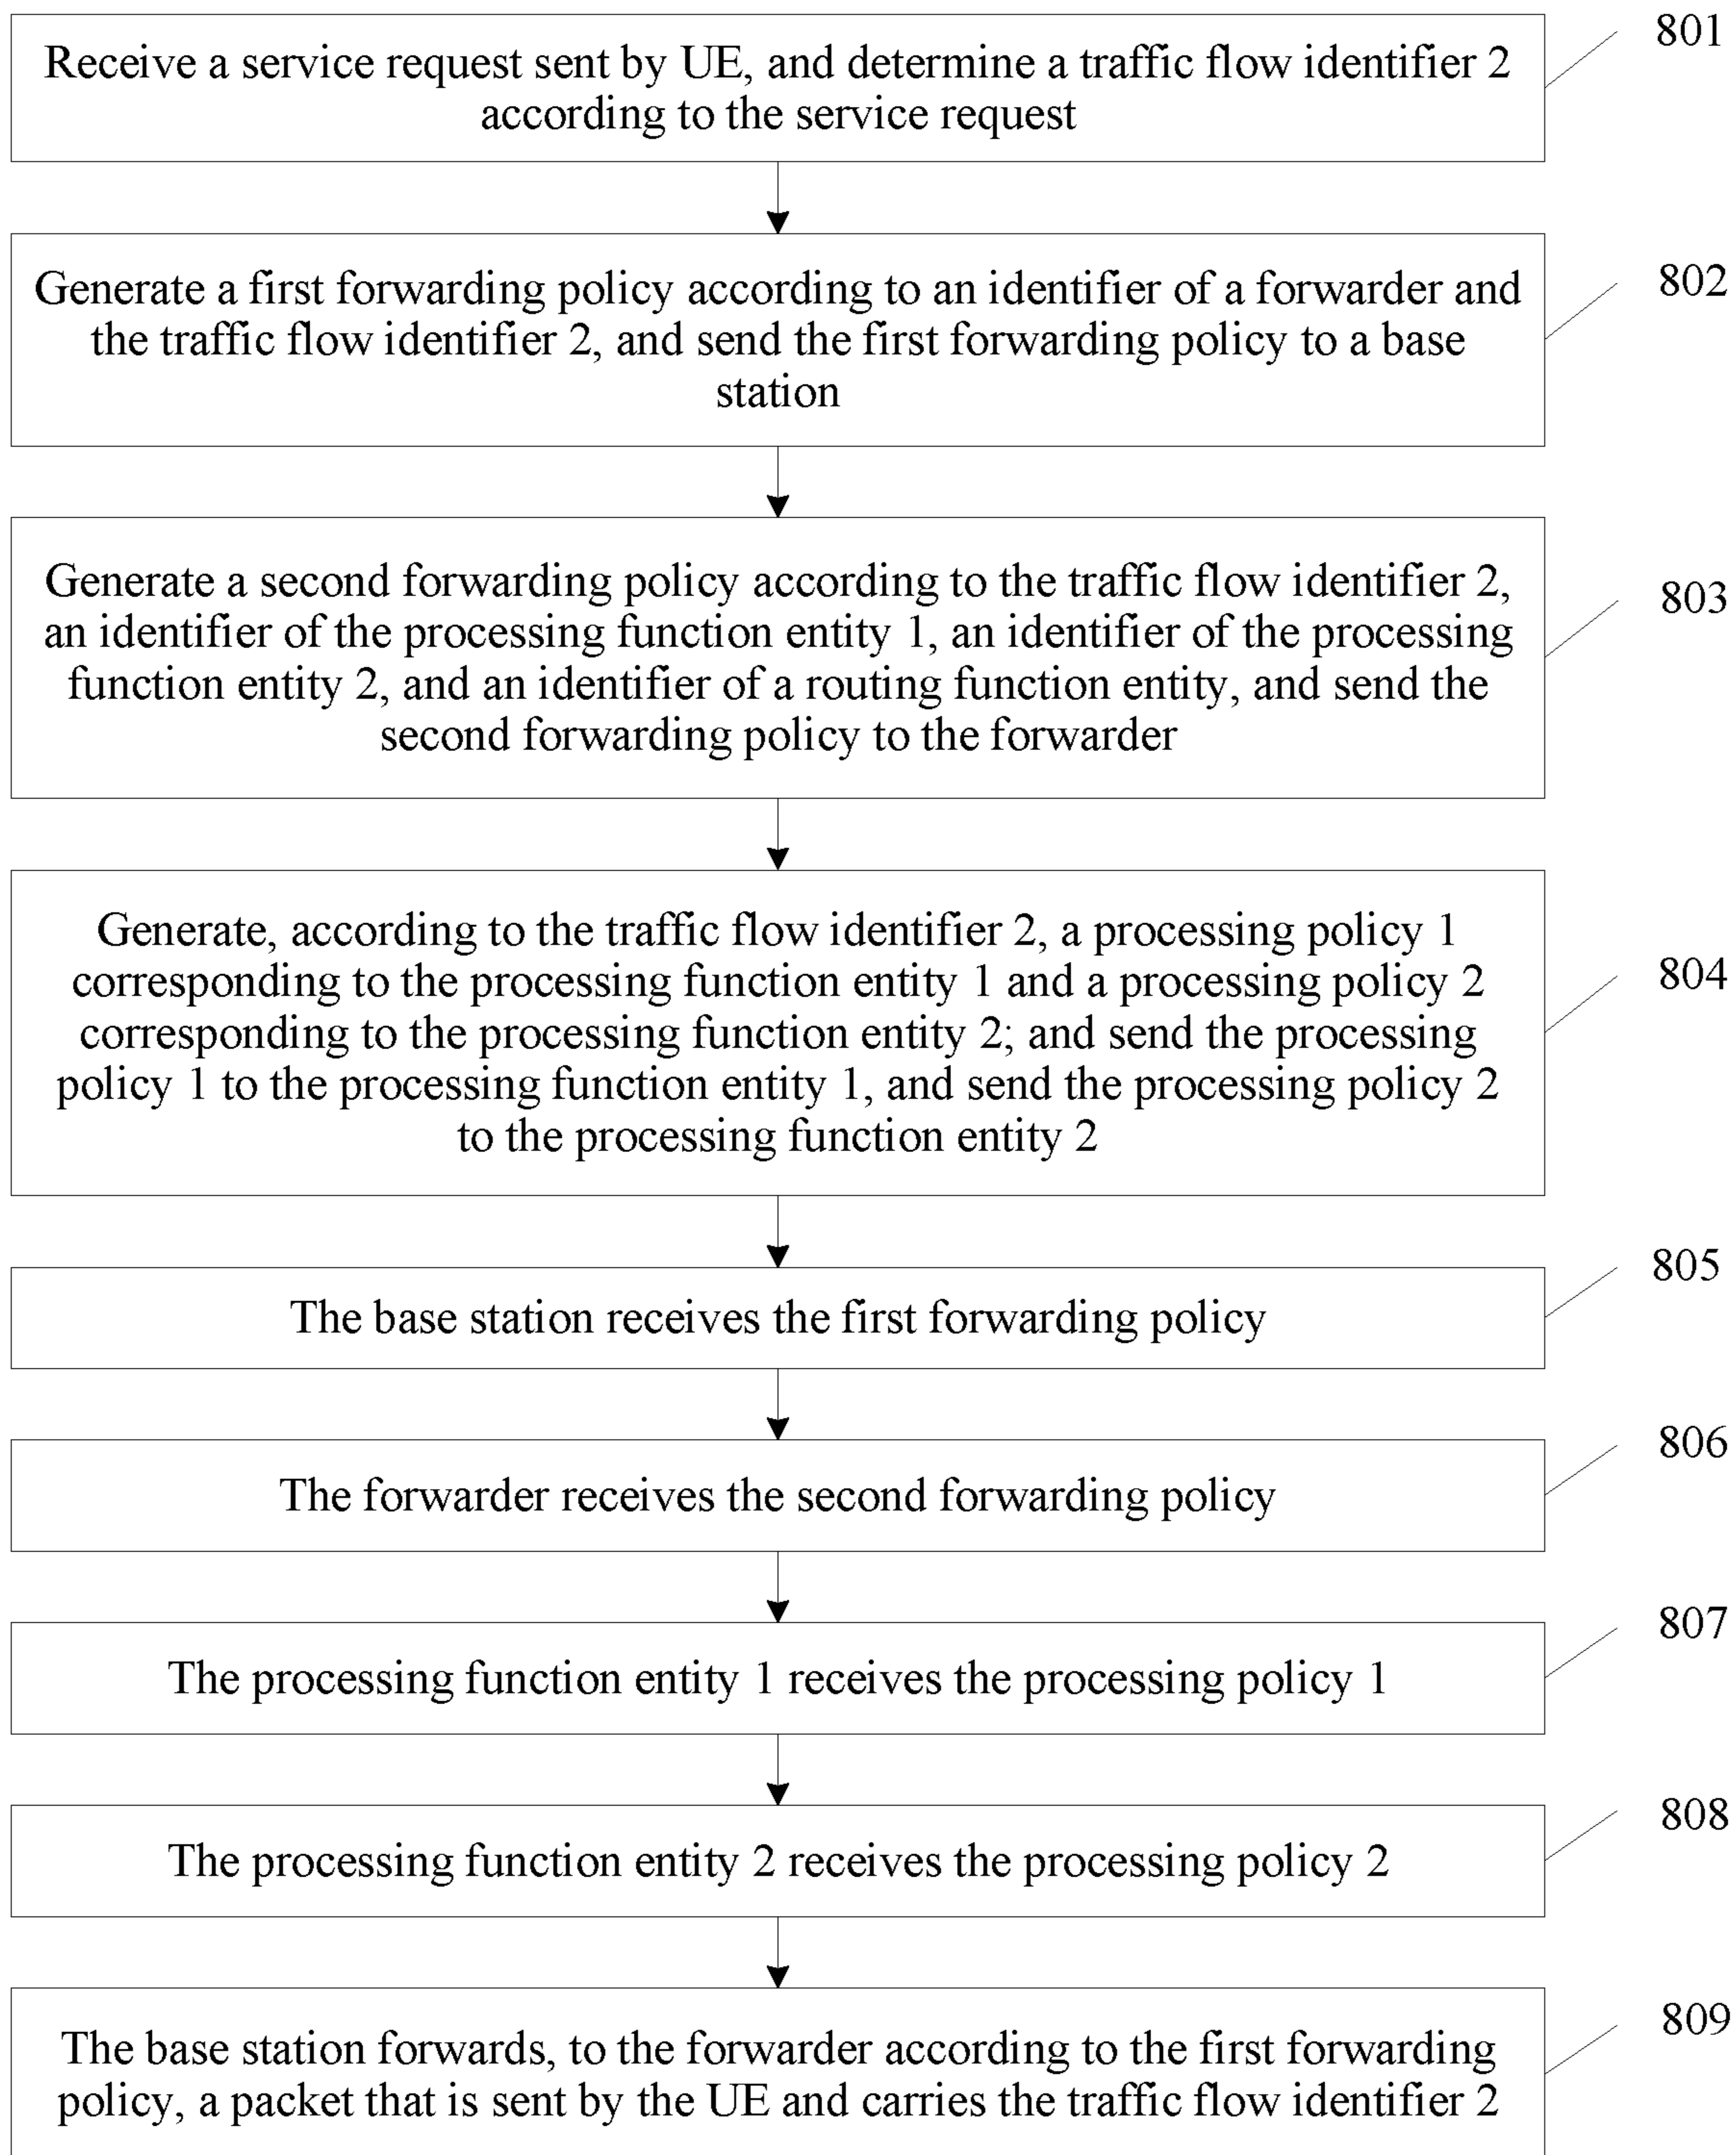 801
Receive a service request sent by UE, and determine a traffic flow identifier 2
according to the service request
802
Generate a first forwarding policy according to an identifier of a forwarder and
the traffic flow identifier 2, and send the first forwarding policy to a base
station
803
Generate a second forwarding policy according to the traffic flow identifier 2,
an identifier of the processing function entity 1, an identifier of the processing
function entity 2, and an identifier of a routing function entity, and send the
second forwarding policy to the forwarder
804
Generate, according to the traffic flow identifier 2, a processing policy 1
corresponding to the processing function entity 1 and a processing policy 2
corresponding to the processing function entity 2; and send the processing
policy 1 to the processing function entity 1, and send the processing policy 2
to the processing function entity 2
805
The base station receives the first forwarding policy
806
The forwarder receives the second forwarding policy
807
The processing function entity 1 receives the processing policy 1
808
The processing function entity 2 receives the processing policy 2
809
The base station forwards, to the forwarder according to the first forwarding
policy, a packet that is sent by the UE and carries the traffic flow identifier 2